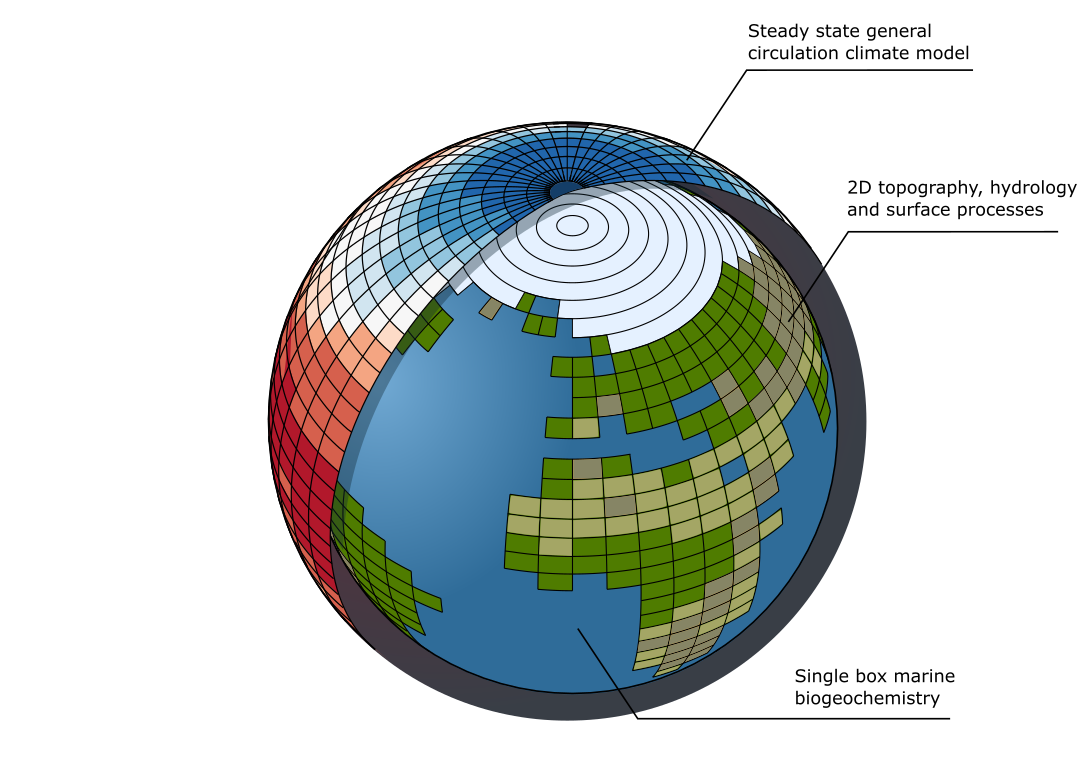 Steady state general
circulation climate model
2D topography, hydrology
and surface processes
Single box marine
biogeochemistry